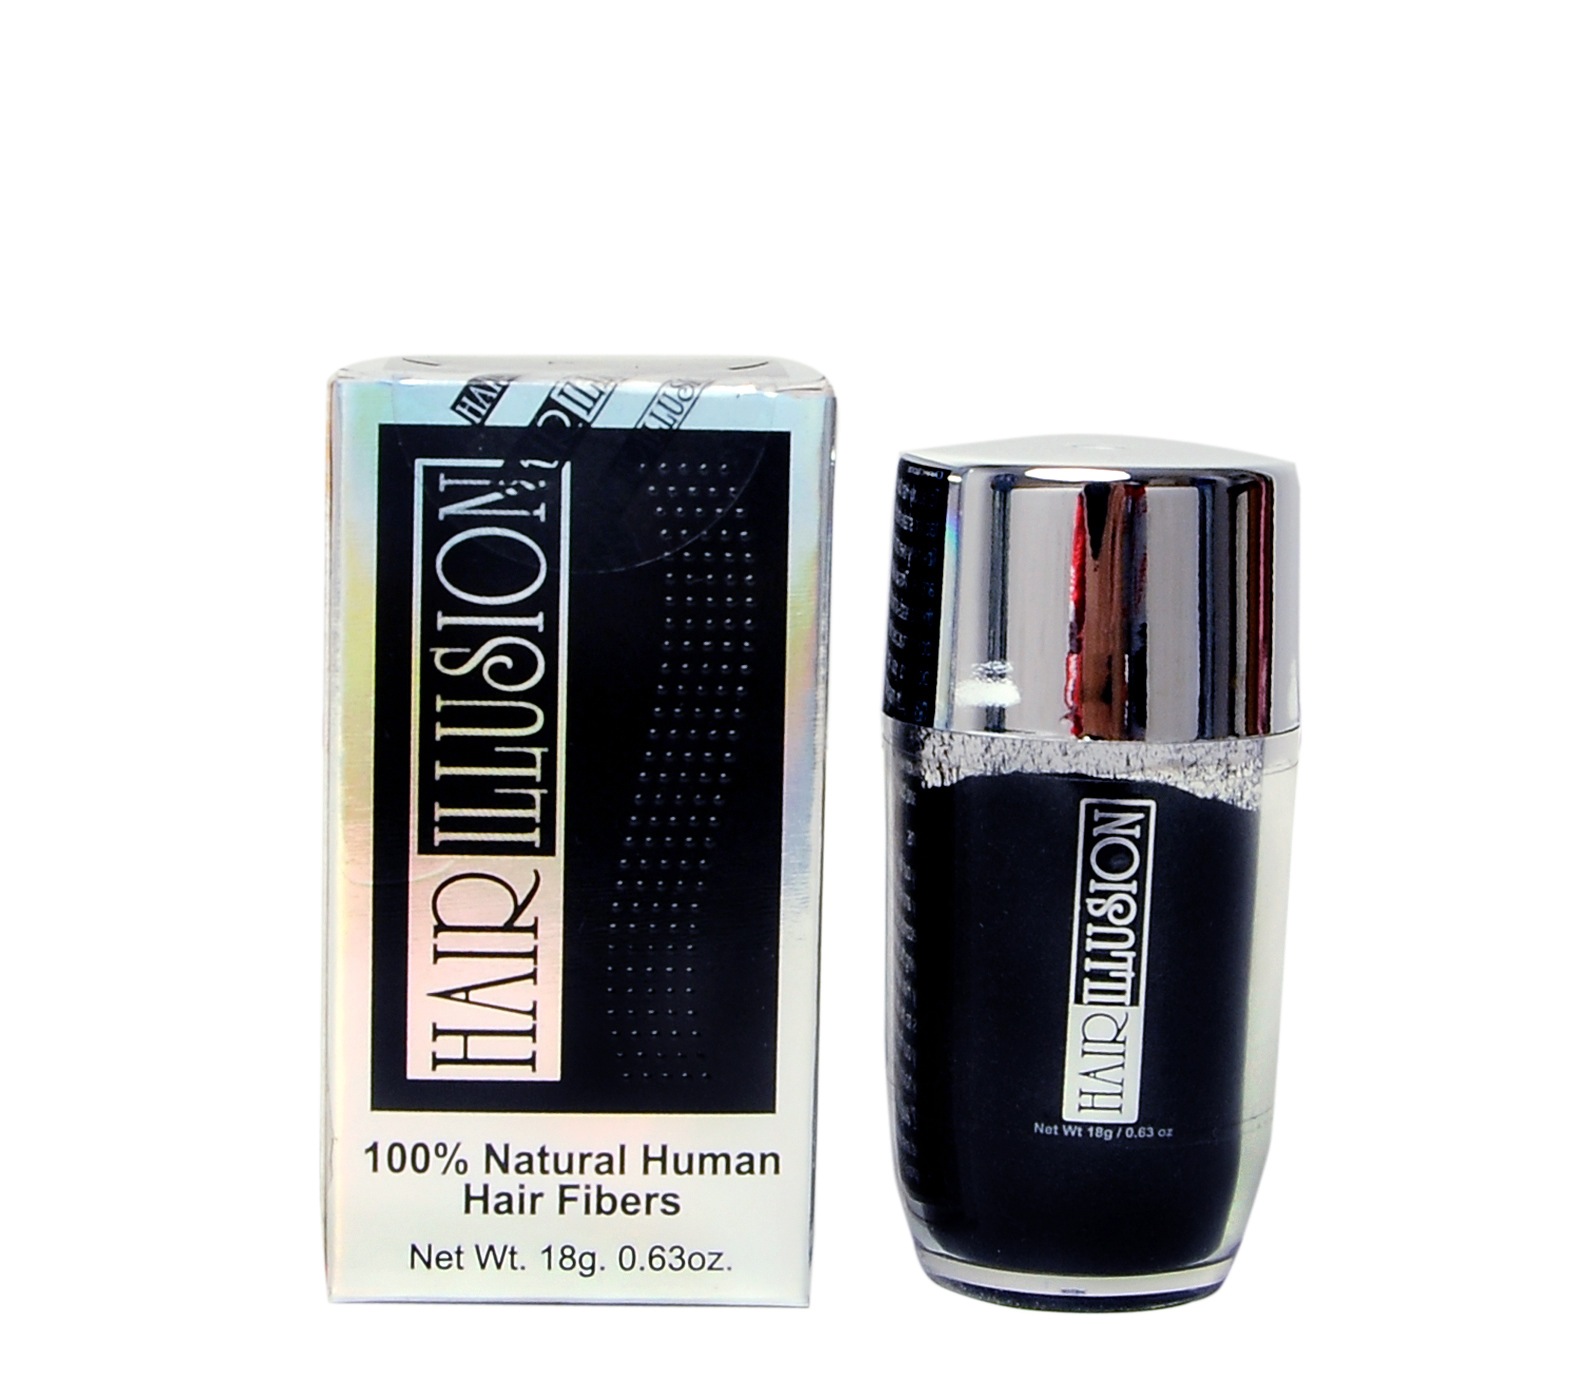 HAIR ILLUSION
100% Natural Human
Hair Fibers
Net Wt. 18g. 0.63oz.
HAIR ILLUSION
Net Wt 18g / 0.63 oz